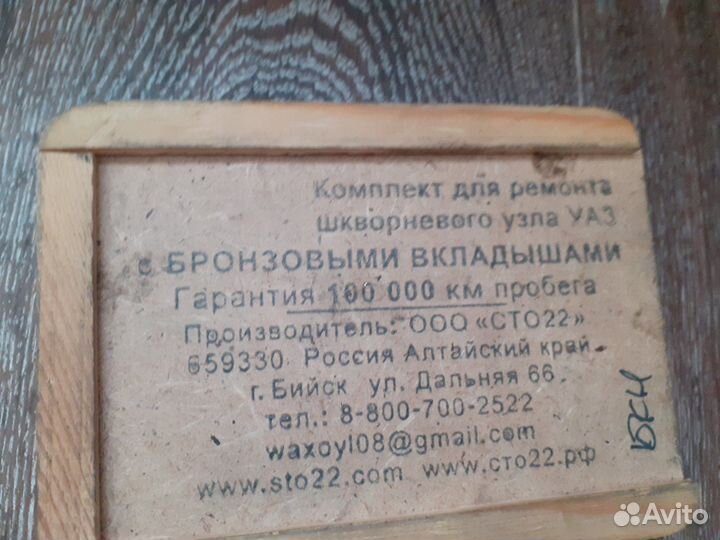 Комплект для ремонта
шкворневого узла УАЗ
с БРОНЗОВЫМИ ВКЛАДЫШАМИ
Гарантия 100 000 км пробега
Производитель: ООО «СТО22»
659330 Россия Алтайский край
г. Бийск ул. Дальняя 66
тел.: 8-800-700-2522
waxoyl08@gmail.com
www.sto22.com www.сто22.рф
Avito